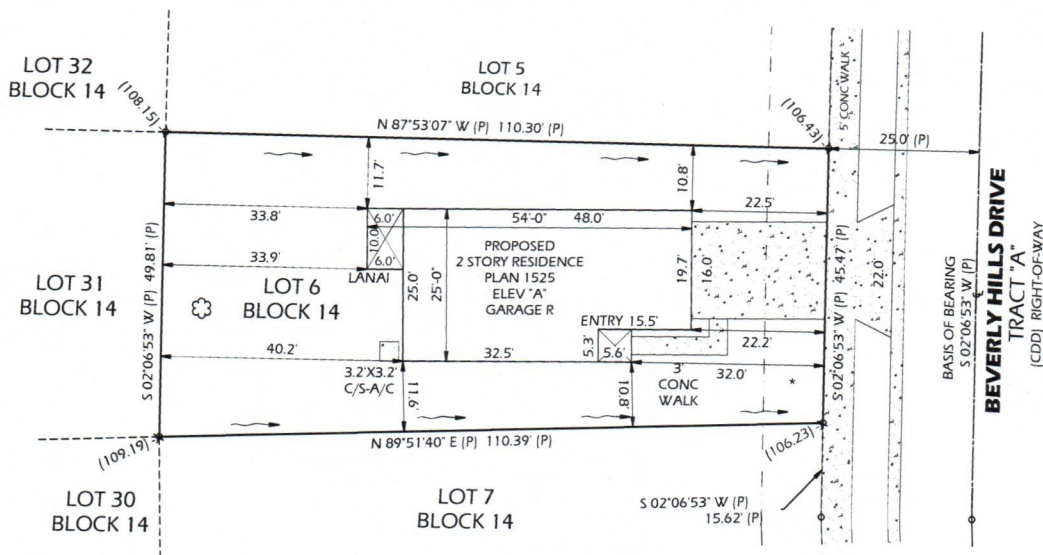 LOT 32
BLOCK 14
(108.15)
LOT 5
BLOCK 14
(106.43)
5' CONC WALK
25.0' (P)
N 87°53'07" W (P) 110.30' (P)
11.7'
10.8'
33.8'
6.0'
54'-0" 48.0'
22.5'
10.0'
6.0'
33.9'
LANAI
LOT 31
BLOCK 14
S 02°06'53" W (P) 49.81' (P)
LOT 6
BLOCK 14
25.0'
25'-0"
PROPOSED
2 STORY RESIDENCE
PLAN 1525
ELEV "A"
GARAGE R
19.7'
16.0'
S 02°06'53" W (P) 45.47' (P)
22.0'
BASIS OF BEARING
S 02°06'53" W (P)
BEVERLY HILLS DRIVE
TRACT "A"
(CDD) RIGHT-OF-WAY
ENTRY 15.5'
5.3'
5.6'
22.2'
40.2'
32.5'
32.0'
3.2'X3.2'
C/S-A/C
11.6'
10.8'
3'
CONC
WALK
*
N 89°51'40" E (P) 110.39' (P)
(109.19)
(106.23)
LOT 30
BLOCK 14
LOT 7
BLOCK 14
S 02°06'53" W (P)
15.62' (P)